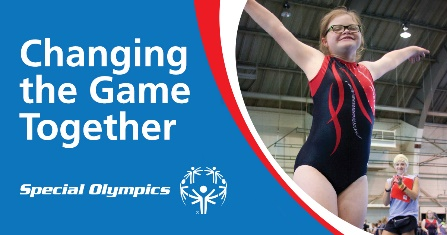 Changing
the Game
Together
Special Olympics